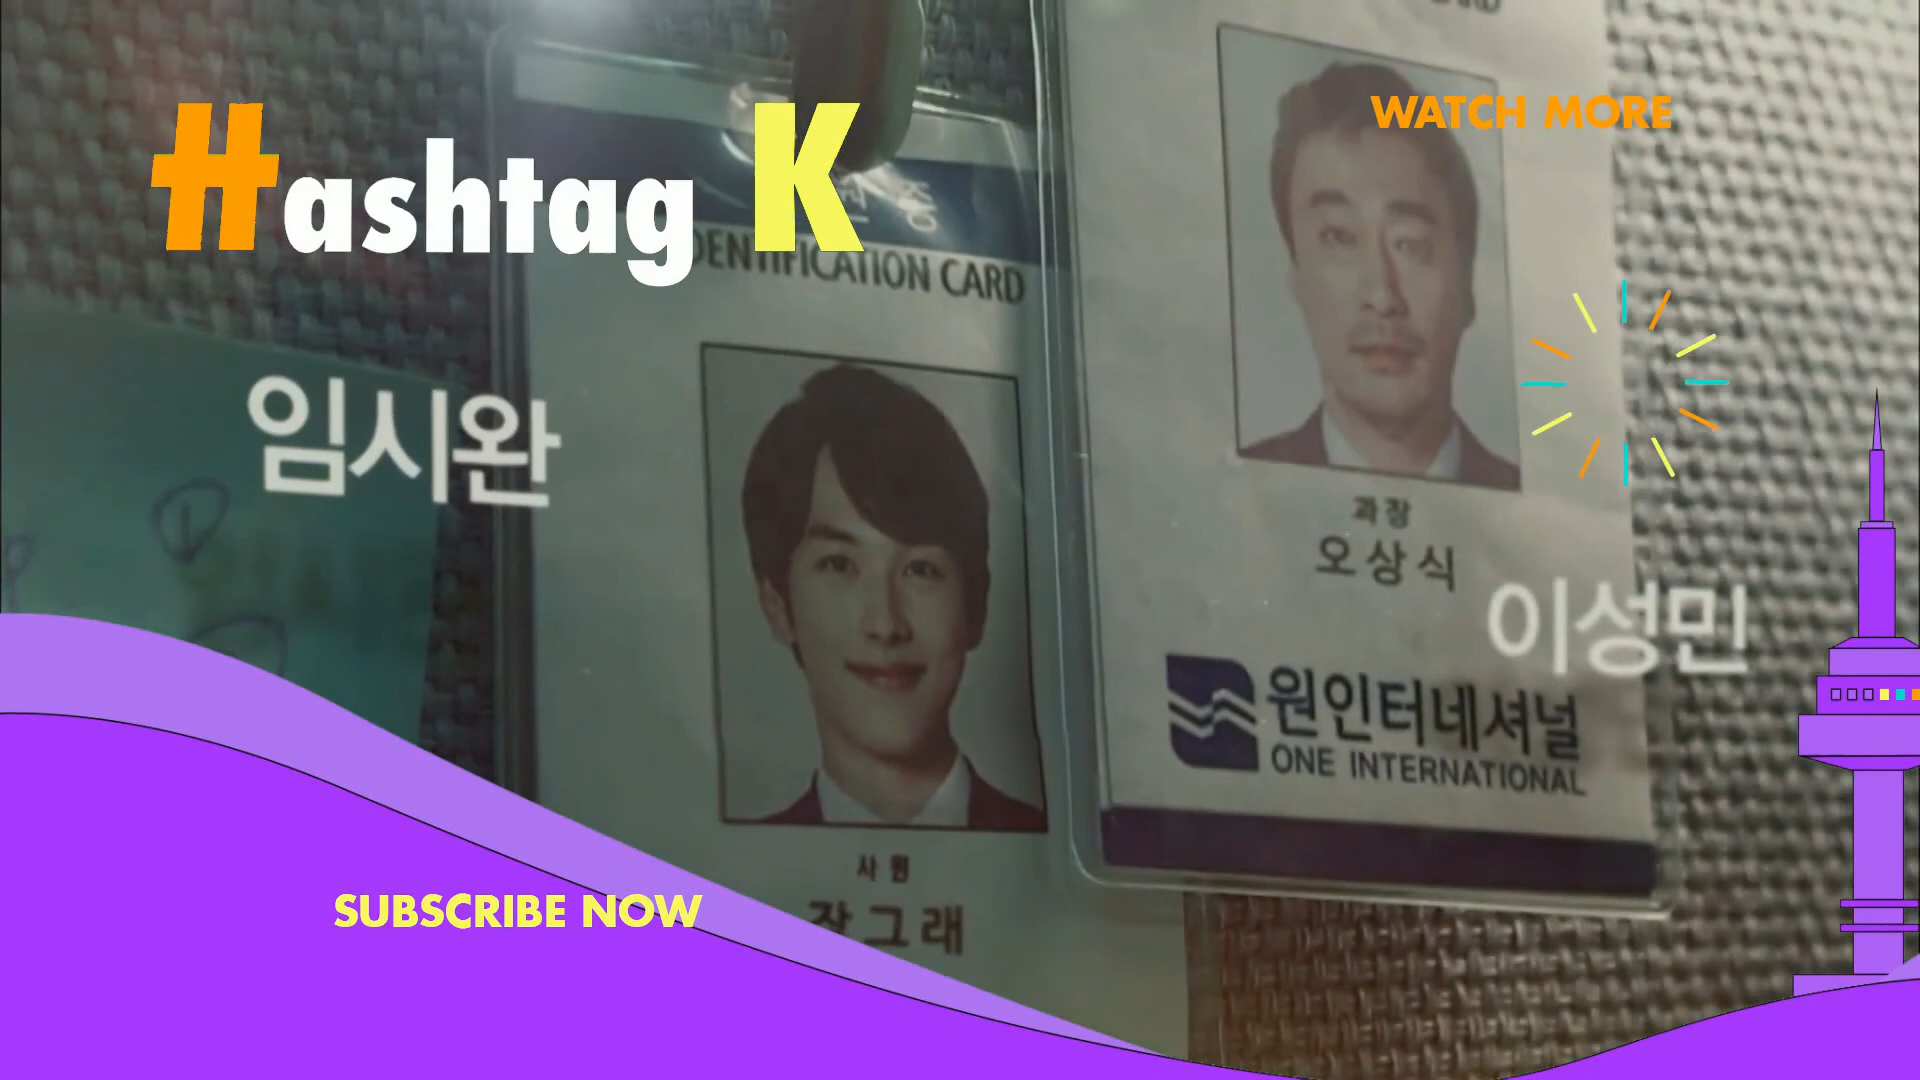 Hashtag K
WATCH MORE
IDENTIFICATION CARD
임시완
과장
오상식
이성민
원인터네셔널
ONE INTERNATIONAL
사원
장그래
SUBSCRIBE NOW